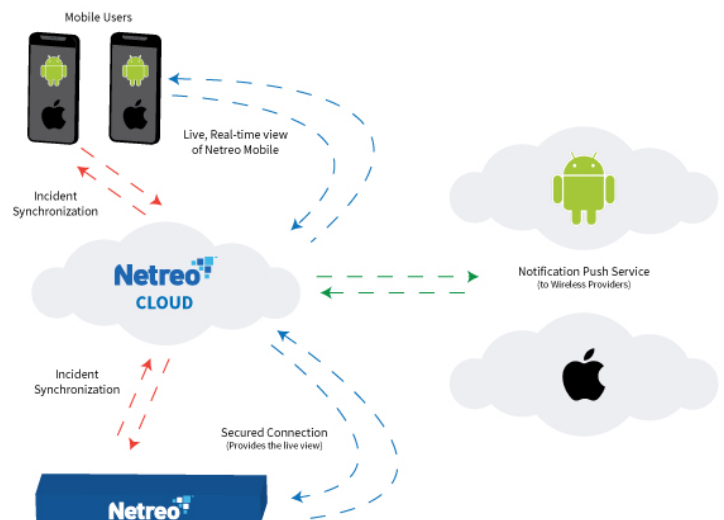 Mobile Users
Live, Real-time view
of Netreo Mobile
Incident
Synchronization
Netreo
CLOUD
Notification Push Service
(to Wireless Providers)
Incident
Synchronization
Secured Connection
(Provides the live view)
Netreo